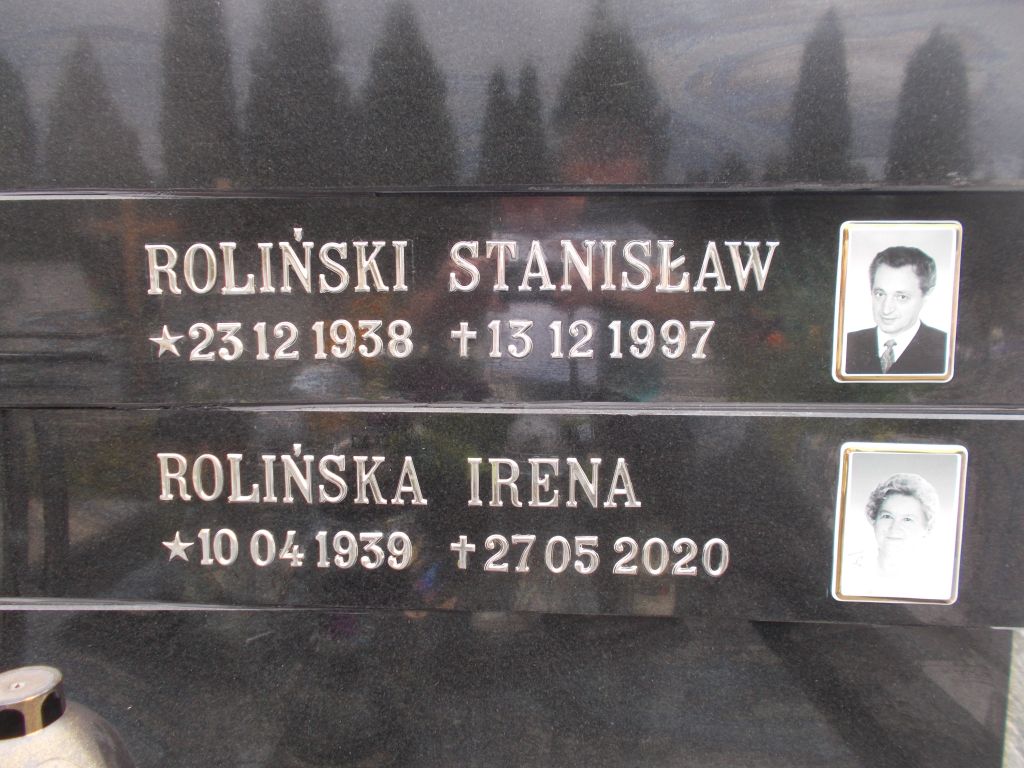 ROLIŃSKI STANISŁAW
★23 12 1938 ✝13 12 1997
ROLIŃSKA IRENA
★10 04 1939 ✝27 05 2020